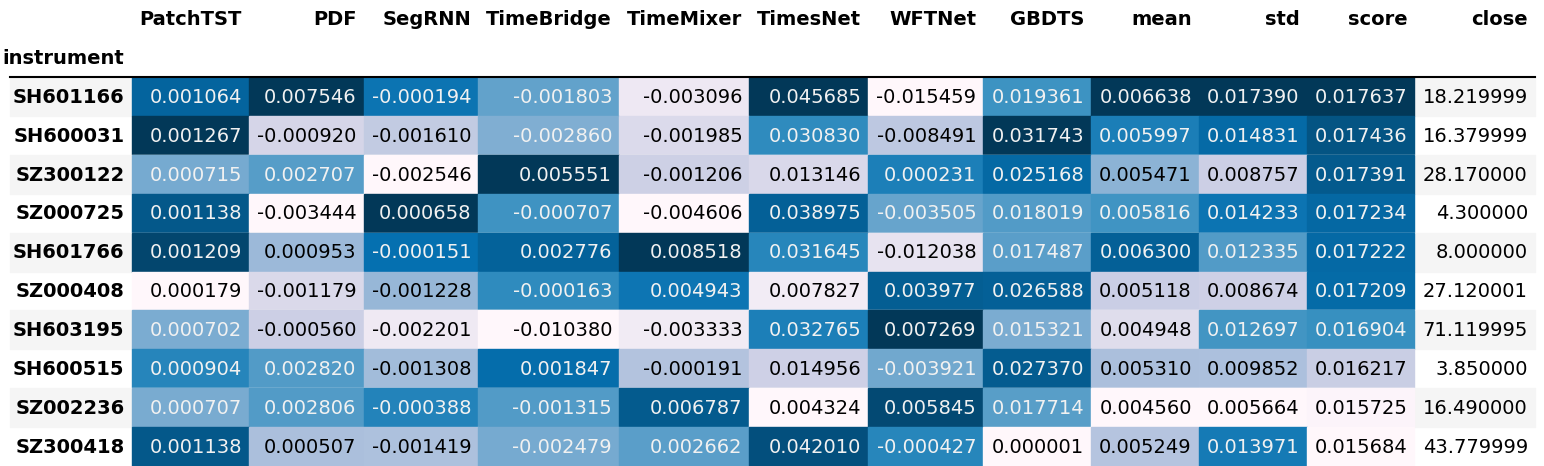 PatchTST PDF SegRNN TimeBridge TimeMixer TimesNet WFTNet GBDTS mean std score close
instrument
SH601166 0.001064 0.007546 -0.000194 -0.001803 -0.003096 0.045685 -0.015459 0.019361 0.006638 0.017390 0.017637 18.219999
SH600031 0.001267 -0.000920 -0.001610 -0.002860 -0.001985 0.030830 -0.008491 0.031743 0.005997 0.014831 0.017436 16.379999
SZ300122 0.000715 0.002707 -0.002546 0.005551 -0.001206 0.013146 0.000231 0.025168 0.005471 0.008757 0.017391 28.170000
SZ000725 0.001138 -0.003444 0.000658 -0.000707 -0.004606 0.038975 -0.003505 0.018019 0.005816 0.014233 0.017234 4.300000
SH601766 0.001209 0.000953 -0.000151 0.002776 0.008518 0.031645 -0.012038 0.017487 0.006300 0.012335 0.017222 8.000000
SZ000408 0.000179 -0.001179 -0.001228 -0.000163 0.004943 0.007827 0.003977 0.026588 0.005118 0.008674 0.017209 27.120001
SH603195 0.000702 -0.000560 -0.002201 -0.010380 -0.003333 0.032765 0.007269 0.015321 0.004948 0.012697 0.016904 71.119995
SH600515 0.000904 0.002820 -0.001308 0.001847 -0.000191 0.014956 -0.003921 0.027370 0.005310 0.009852 0.016217 3.850000
SZ002236 0.000707 0.002806 -0.000388 -0.001315 0.006787 0.004324 0.005845 0.017714 0.004560 0.005664 0.015725 16.490000
SZ300418 0.001138 0.000507 -0.001419 -0.002479 0.002662 0.042010 -0.000427 0.000001 0.005249 0.013971 0.015684 43.779999